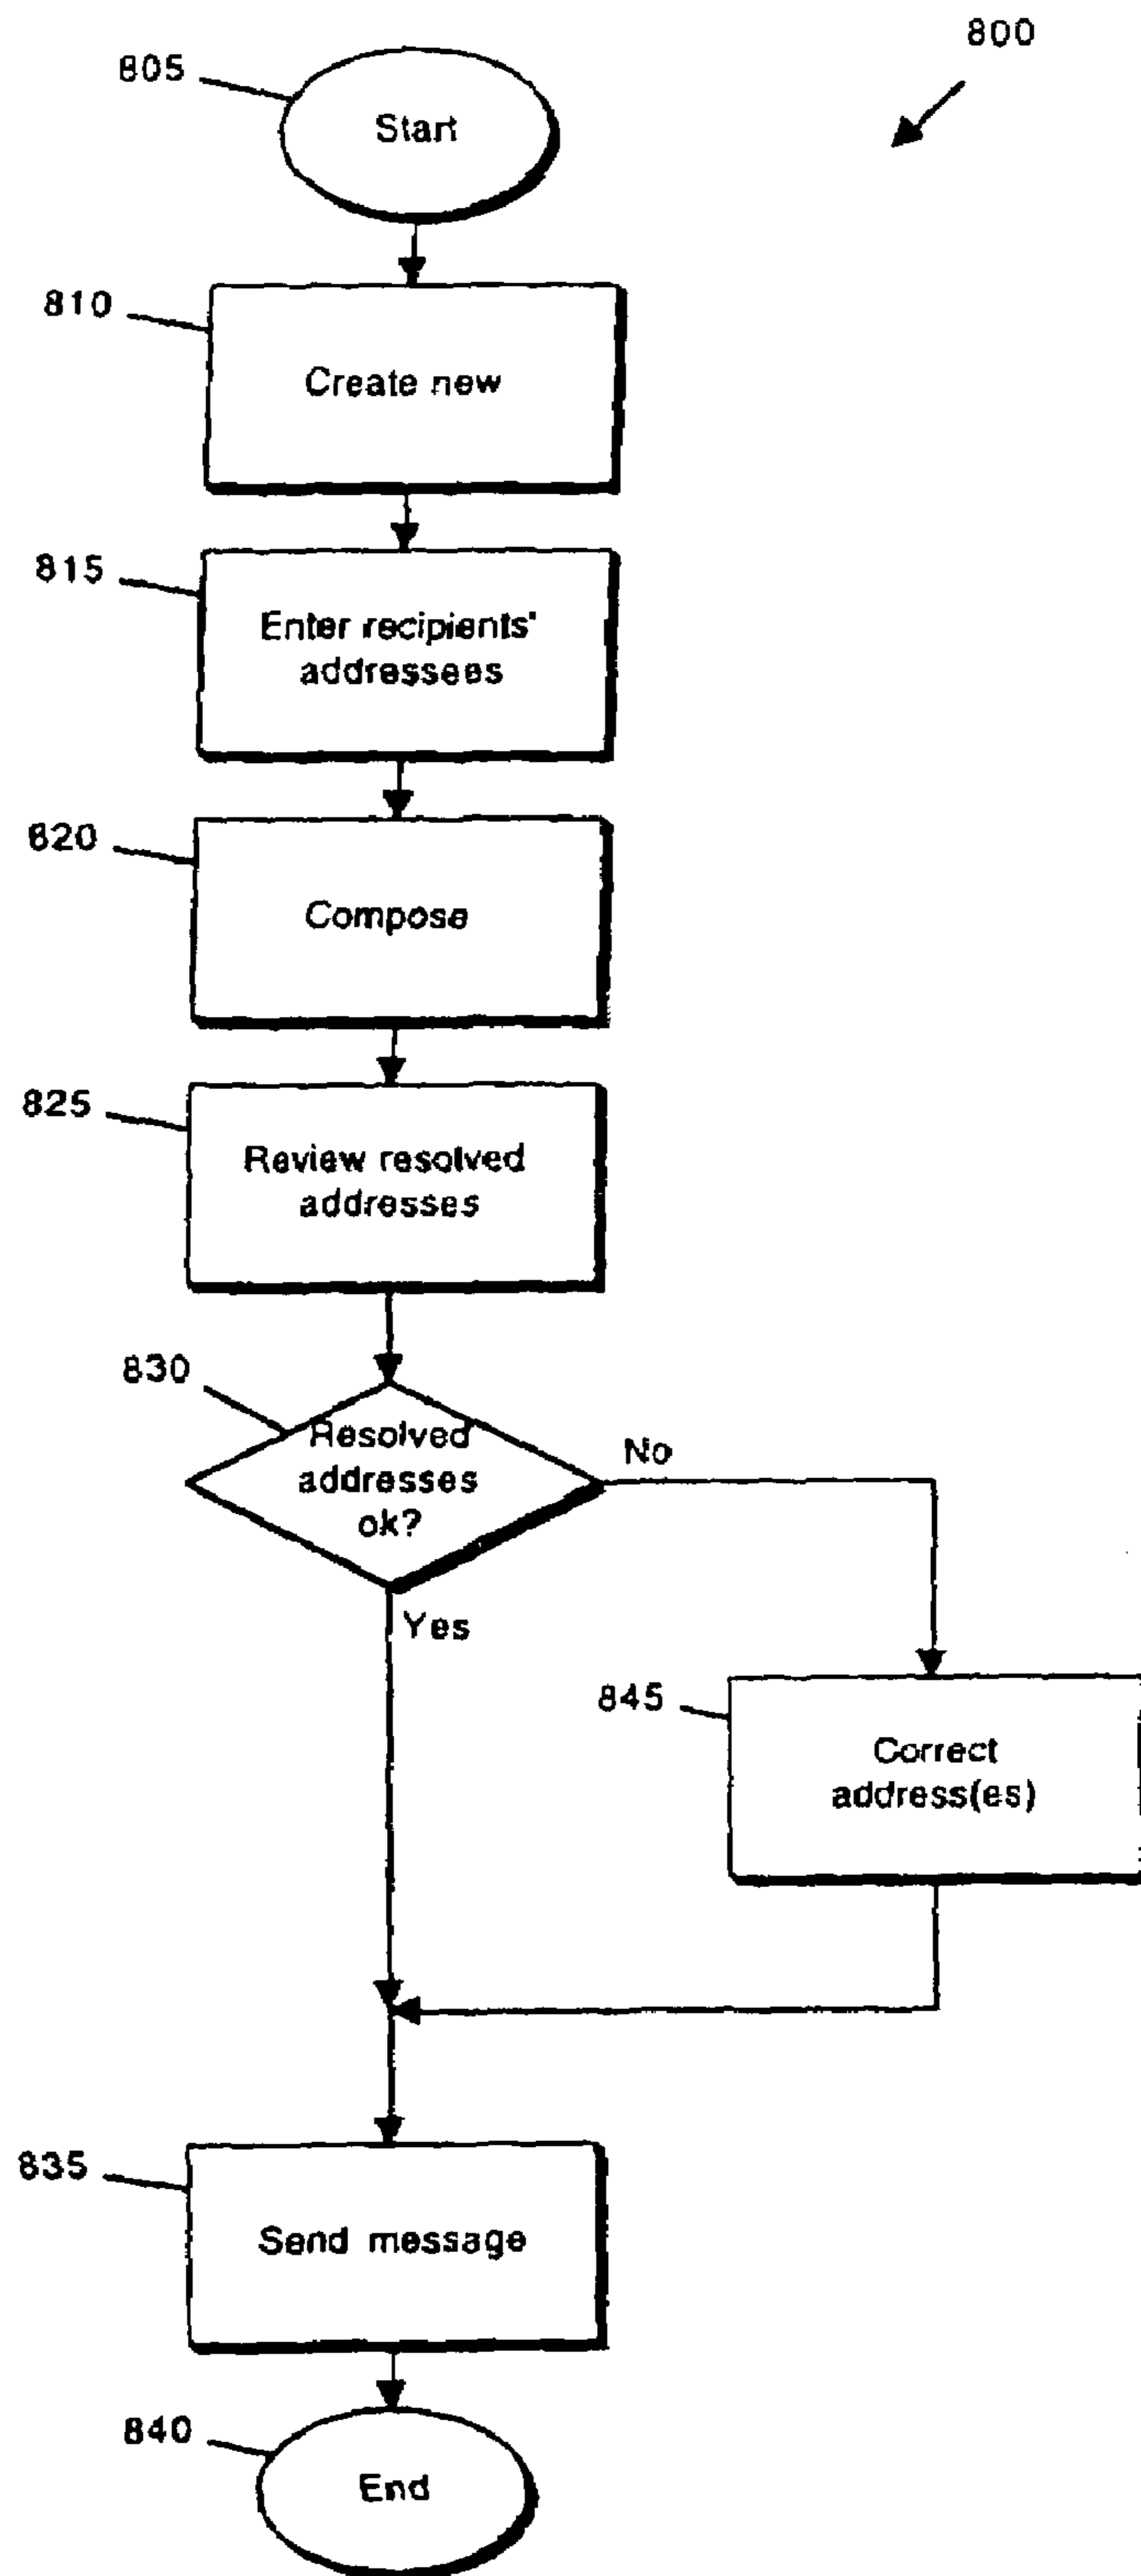 800
805
Start
810
Create new
815
Enter recipients'
addressees
820
Compose
825
Review resolved
addresses
830
Resolved
addresses
ok?
No
Yes
845
Correct
address(es)
835
Send message
840
End